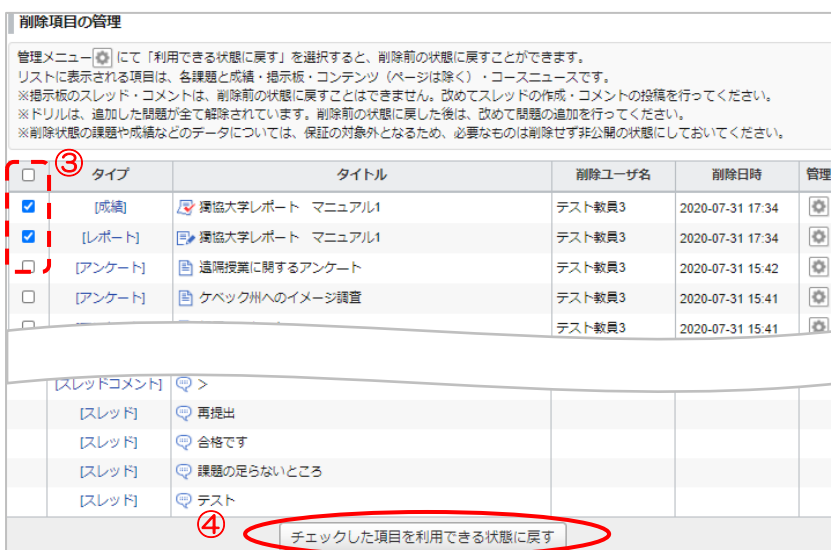 削除項目の管理
管理メニュー にて「利用できる状態に戻す」を選択すると、削除前の状態に戻すことができます。
リストに表示される項目は、各課題と成績・掲示板・コンテンツ(ページは除く)・コースニュースです。
※掲示板のスレッド・コメントは、削除前の状態に戻すことはできません。改めてスレッドの作成・コメントの投稿を行ってください。
※ドリルは、追加した問題が全て解除されています。削除前の状態に戻した後は、改めて問題の追加を行ってください。
※削除状態の課題や成績などのデータについては、保証の対象外となるため、必要なものは削除せず非公開の状態にしておいてください。
③
タイプ タイトル 削除ユーザ名 削除日時 管理
[成績] 獨協大学レポート マニュアル1 テスト教員3 2020-07-31 17:34
[レポート] 獨協大学レポート マニュアル1 テスト教員3 2020-07-31 17:34
[アンケート] 遠隔授業に関するアンケート テスト教員3 2020-07-31 15:42
[アンケート] ケベック州へのイメージ調査 テスト教員3 2020-07-31 15:41
テスト教員3 2020-07-31 15:41
[スレッドコメント] >
[スレッド] 再提出
[スレッド] 合格です
[スレッド] 課題の足らないところ
[スレッド] テスト
④
チェックした項目を利用できる状態に戻す